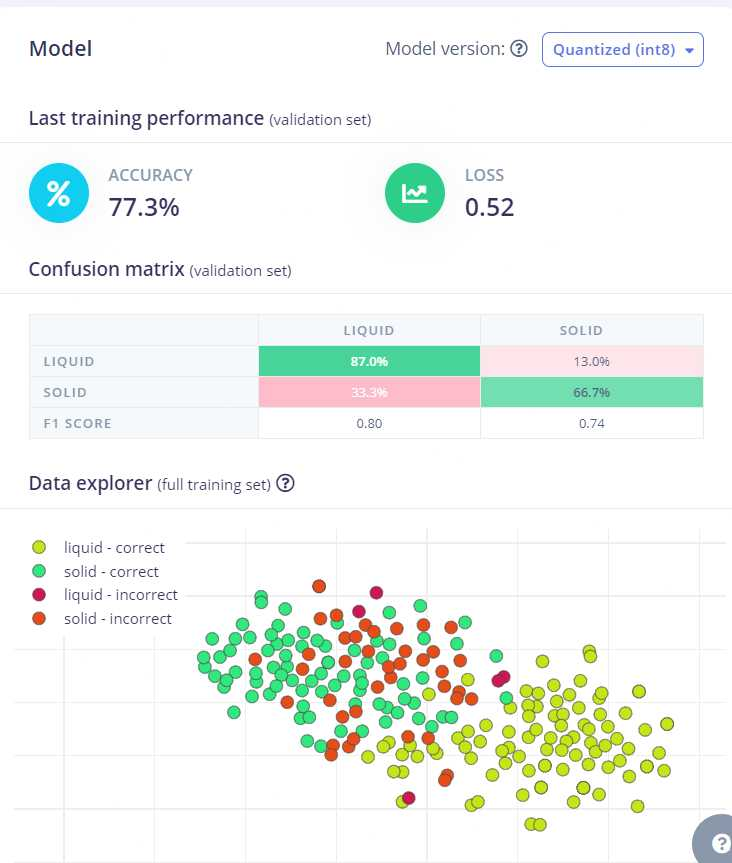 Model
Model version: ? Quantized (int8)
Last training performance (validation set)
% ACCURACY
77.3%
LOSS
0.52
Confusion matrix (validation set)
LIQUID SOLID
LIQUID 87.0% 13.0%
SOLID 33.3% 66.7%
F1 SCORE 0.80 0.74
Data explorer (full training set) ?
liquid - correct
solid - correct
liquid - incorrect
solid - incorrect
?